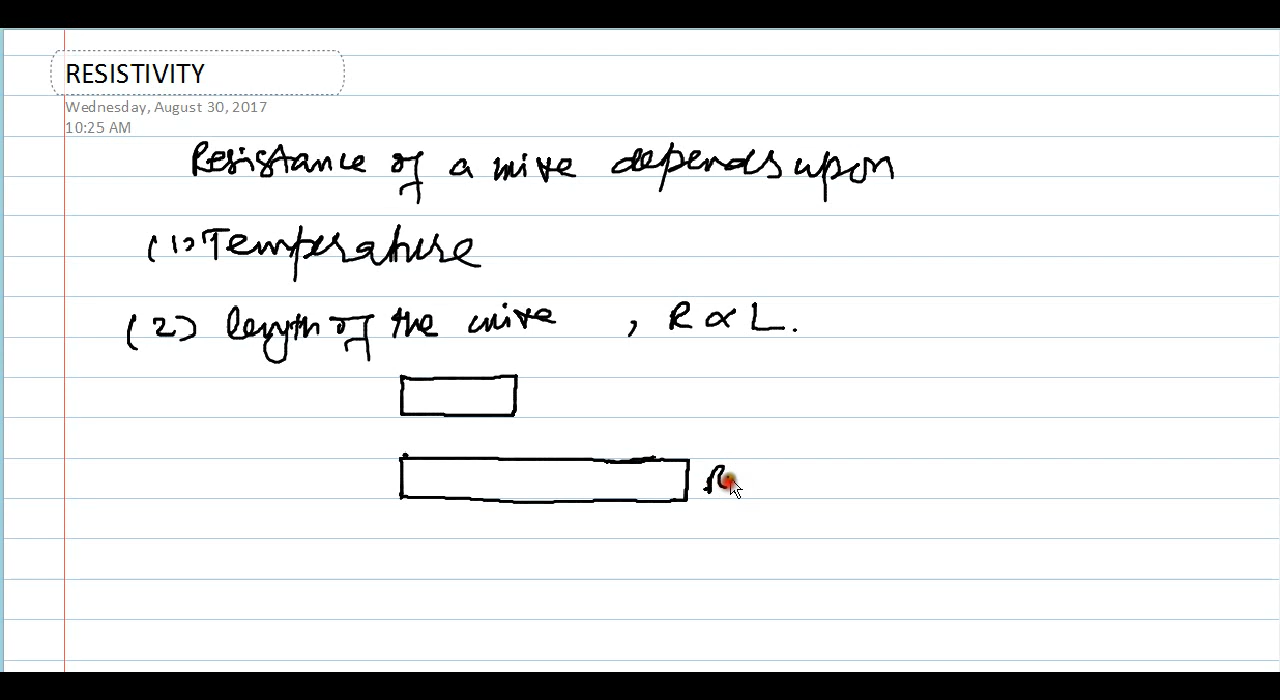 RESISTIVITY
Wednesday, August 30, 2017
10:25 AM
Resistance of a wire depends upon
(1) Temperature
(2) length of the wire , R ∝ L.
R